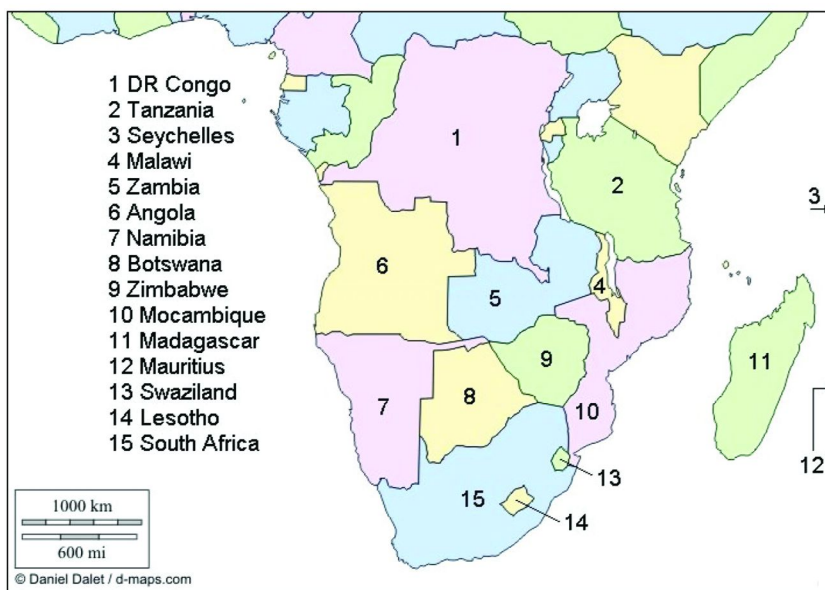 1 DR Congo
2 Tanzania
3 Seychelles
4 Malawi
5 Zambia
6 Angola
7 Namibia
8 Botswana
9 Zimbabwe
10 Mocambique
11 Madagascar
12 Mauritius
13 Swaziland
14 Lesotho
15 South Africa
1
2
3
4
5
6
7
8
9
10
11
12
13
14
15
1000 km
600 mi
© Daniel Dalet / d-maps.com